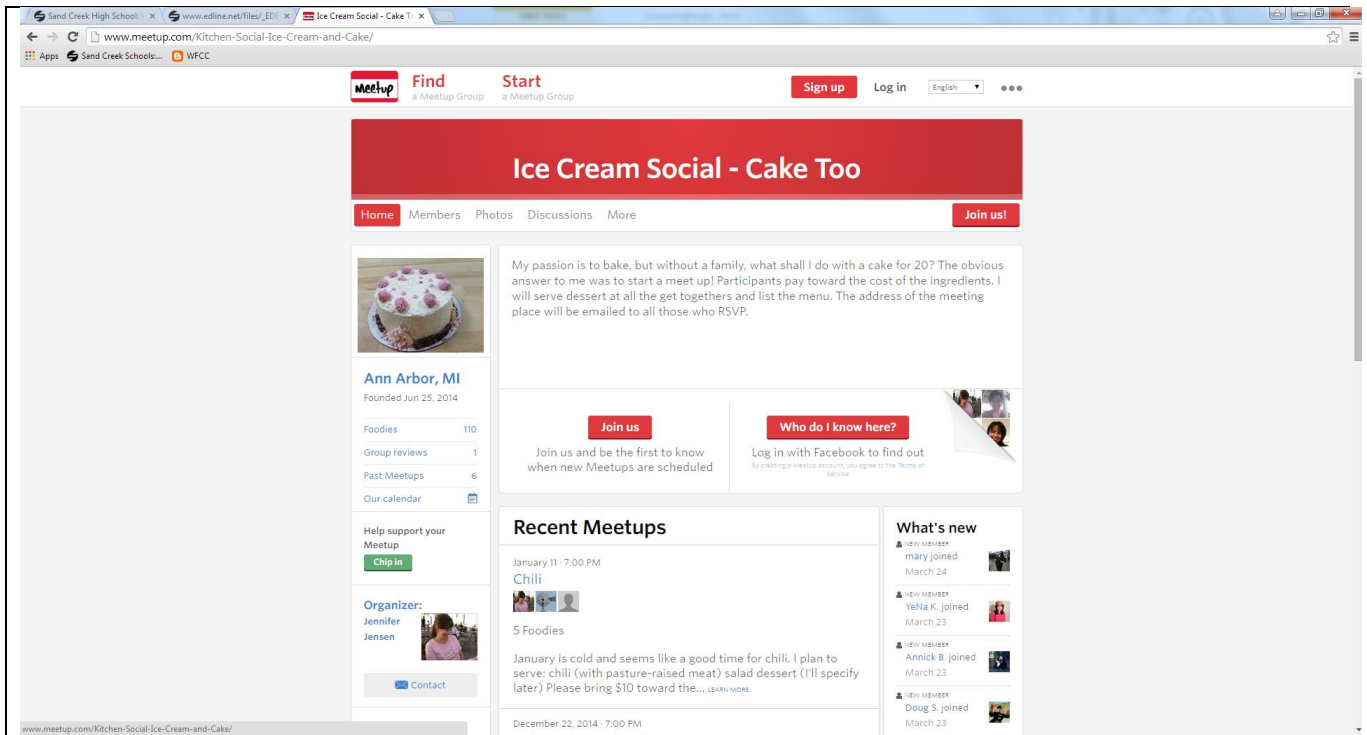 Sand Creek High School: \
www.edline.net/files/_EDI
Ice Cream Social - Cake T
www.meetup.com/Kitchen-Social-Ice-Cream-and-Cake/
Apps Sand Creek Schools:... WFCC
Meetup
Find
a Meetup Group
Start
a Meetup Group
Sign up
Log in
English
Ice Cream Social - Cake Too
Home Members Photos Discussions More
Join us!
My passion is to bake, but without a family, what shall I do with a cake for 20? The obvious
answer to me was to start a meet up! Participants pay toward the cost of the ingredients. I
will serve dessert at all the get togethers and list the menu. The address of the meeting
place will be emailed to all those who RSVP.
Ann Arbor, MI
Founded Jun 25, 2014
Foodies 110
Group reviews 1
Past Meetups 6
Our calendar
Help support your
Meetup
Chip in
Organizer:
Jennifer
Jensen
Contact
Join us
Join us and be the first to know
when new Meetups are scheduled
Who do I know here?
Log in with Facebook to find out
By creating a Meetup account, you agree to the Terms of
Service
Recent Meetups
January 11 · 7:00 PM
Chili
5 Foodies
January is cold and seems like a good time for chili. I plan to
serve: chili (with pasture-raised meat) salad dessert (I'll specify
later) Please bring $10 toward the... LEARN MORE
December 22, 2014 · 7:00 PM
What's new
NEW MEMBER
mary joined
March 24
NEW MEMBER
YeNa K. joined
March 23
NEW MEMBER
Annick B. joined
March 23
NEW MEMBER
Doug S. joined
March 23
www.meetup.com/Kitchen-Social-Ice-Cream-and-Cake/